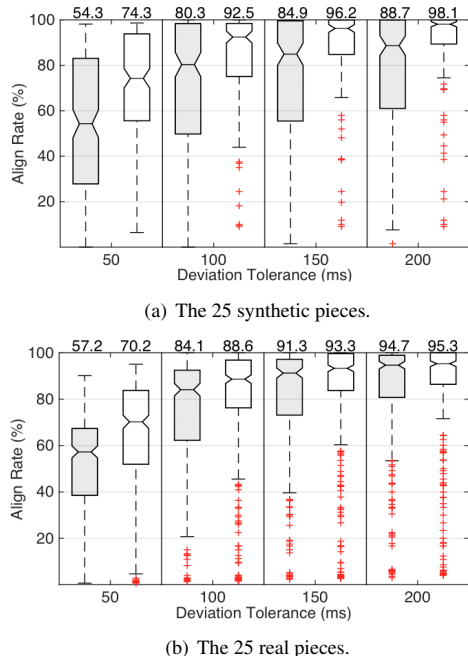 54.3 74.3 80.3 92.5 84.9 96.2 88.7 98.1
100
80
60
40
20
Align Rate (%)
50 100 150 200
Deviation Tolerance (ms)
(a) The 25 synthetic pieces.
57.2 70.2 84.1 88.6 91.3 93.3 94.7 95.3
100
80
60
40
20
Align Rate (%)
50 100 150 200
Deviation Tolerance (ms)
(b) The 25 real pieces.